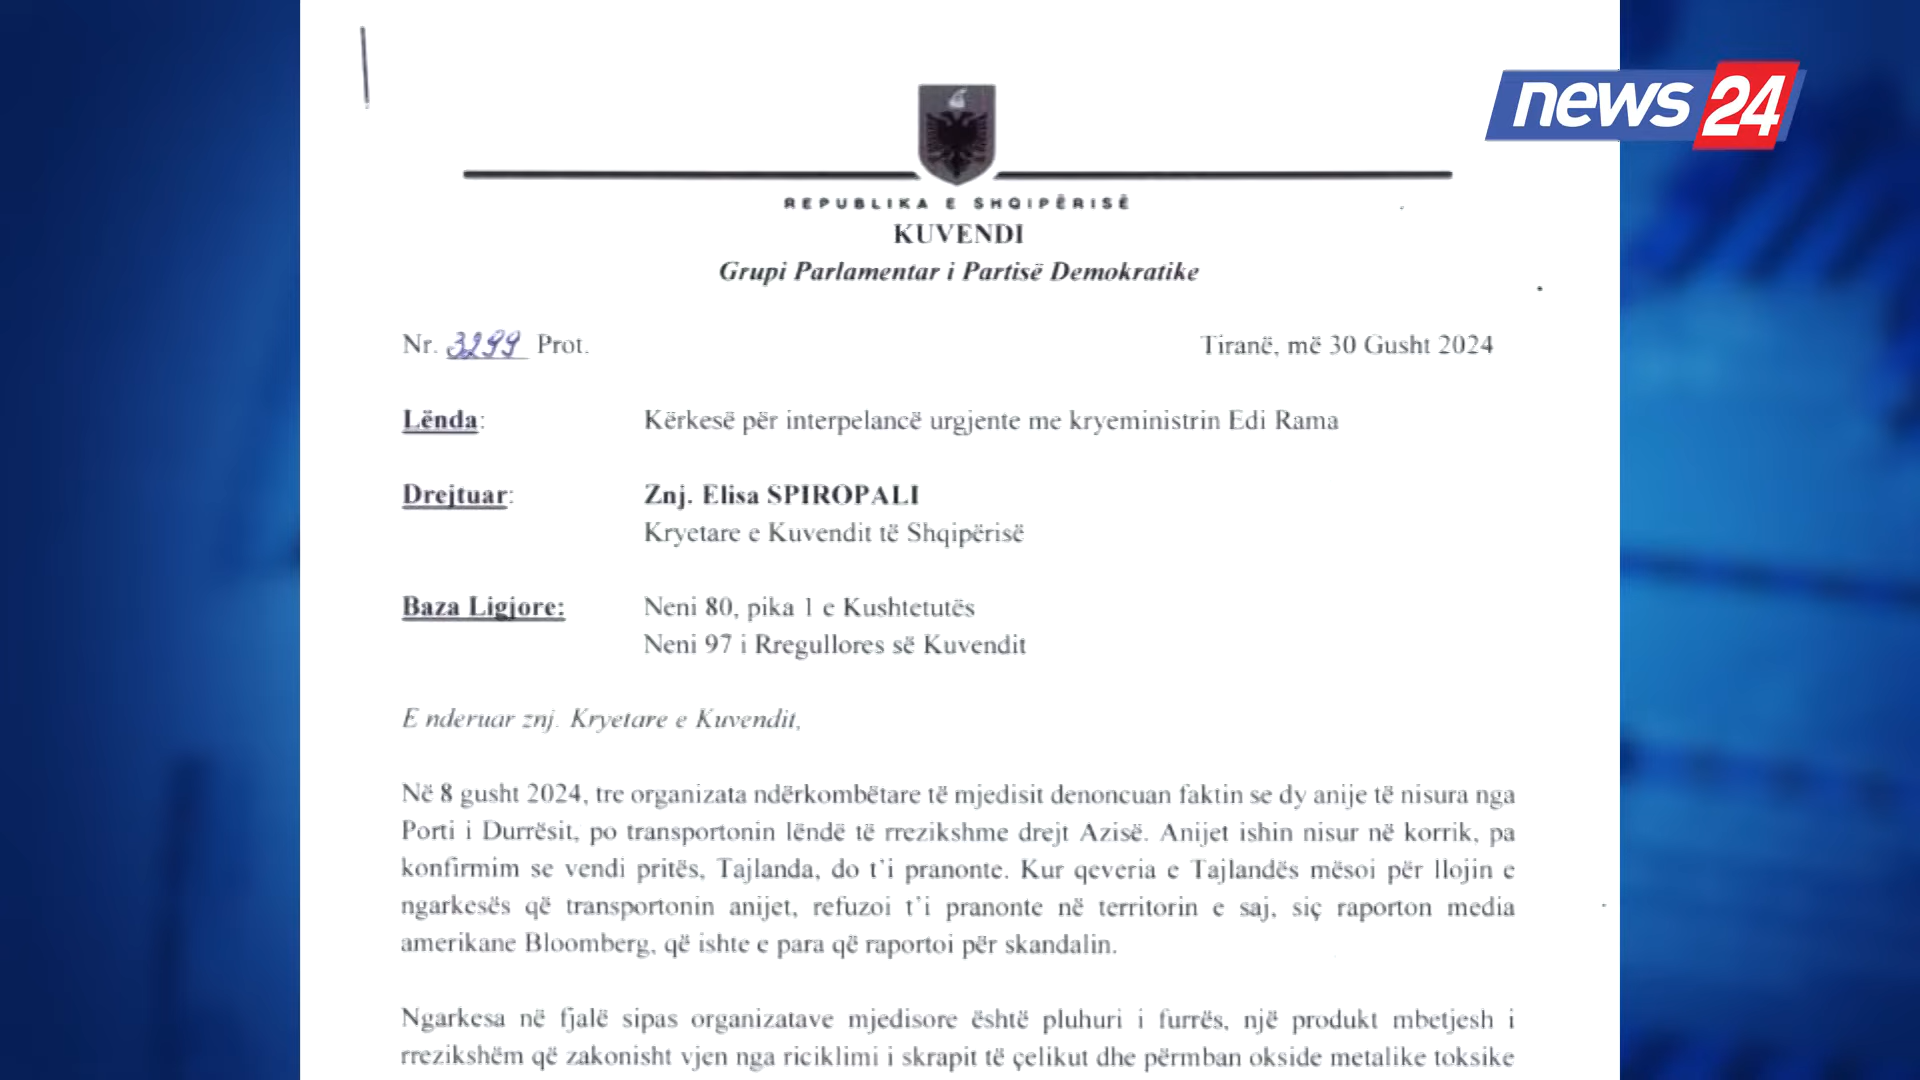 news 24
REPUBLIKA E SHQIPËRISË
KUVENDI
Grupi Parlamentar i Partisë Demokratike
Nr. 3299 Prot.
Tiranë, më 30 Gusht 2024
Lënda: Kërkesë për interpelancë urgjente me kryeministrin Edi Rama
Drejtuar: Znj. Elisa SPIROPALI
Kryetare e Kuvendit të Shqipërisë
Baza Ligjore: Neni 80, pika 1 e Kushtetutës
Neni 97 i Rregullores së Kuvendit
E nderuar znj. Kryetare e Kuvendit,
Në 8 gusht 2024, tre organizata ndërkombëtare të mjedisit denoncuan faktin se dy anije të nisura nga
Porti i Durrësit, po transportonin lëndë të rrezikshme drejt Azisë. Anijet ishin nisur në korrik, pa
konfirmim se vendi pritës, Tajlanda, do t'i pranonte. Kur qeveria e Tajlandës mësoi për llojin e
ngarkesës që transportonin anijet, refuzoi t'i pranonte në territorin e saj, siç raporton media
amerikane Bloomberg, që ishte e para që raportoi për skandalin.
Ngarkesa në fjalë sipas organizatave mjedisore është pluhuri i furrës, një produkt mbetjesh i
rrezikshëm që zakonisht vjen nga riciklimi i skrapit të çelikut dhe përmban okside metalike toksike